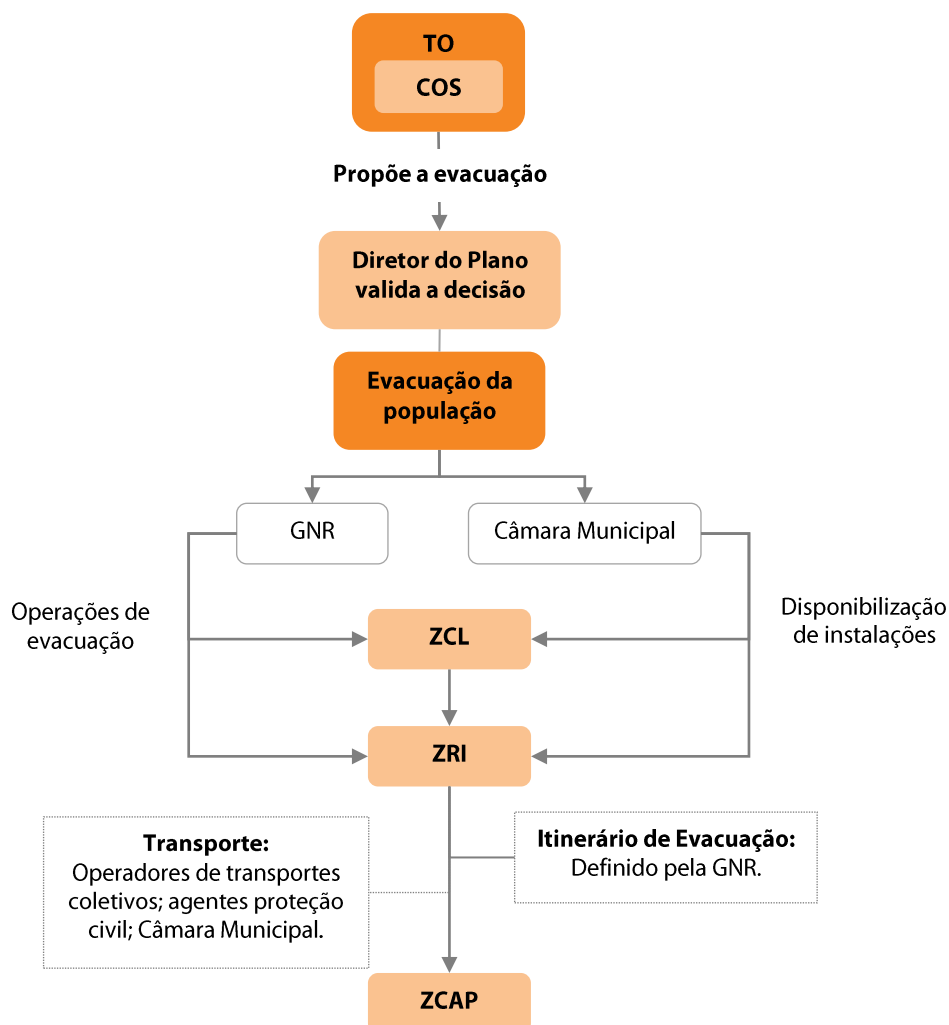 TO
COS
Propõe a evacuação
Diretor do Plano
valida a decisão
Evacuação da
população
GNR
Câmara Municipal
Operações de
evacuação
Disponibilização
de instalações
ZCL
ZRI
Transporte:
Operadores de transportes
coletivos; agentes proteção
civil; Câmara Municipal.
Itinerário de Evacuação:
Definido pela GNR.
ZCAP